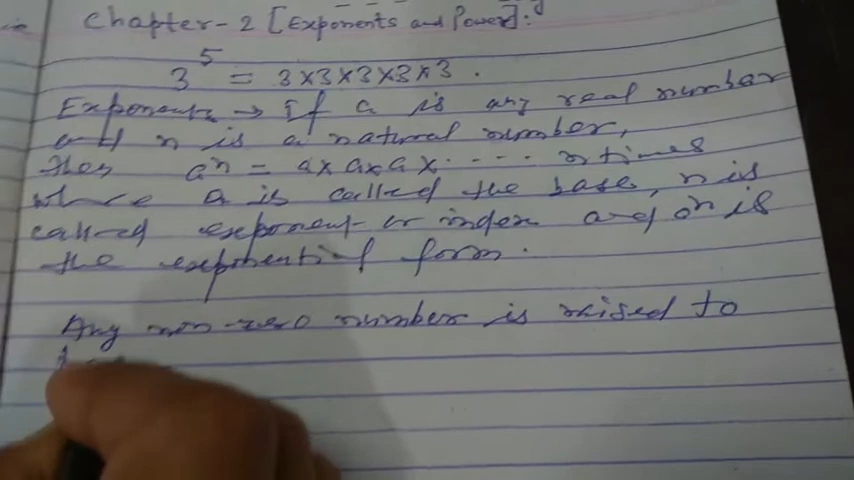 Chapter-2 [Exponents and Power]:
3^5 = 3×3×3×3×3.
Exponents → If a is any real number
and n is a natural number,
then a^n = a×a×a×..... n times
where a is called the base, n is
called exponent or index and a^n is
the exponential form.
Any non-zero number is raised to